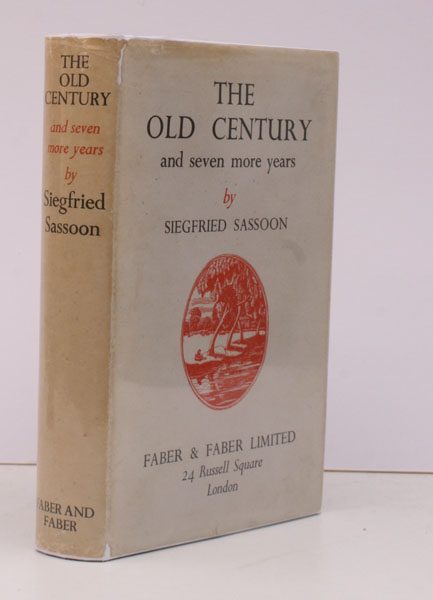 THE
OLD
CENTURY
and seven
more years
by
Siegfried
Sassoon
FABER AND
FABER
THE
OLD CENTURY
and seven more years
by
SIEGFRIED SASSOON
FABER & FABER LIMITED
24 Russell Square
London